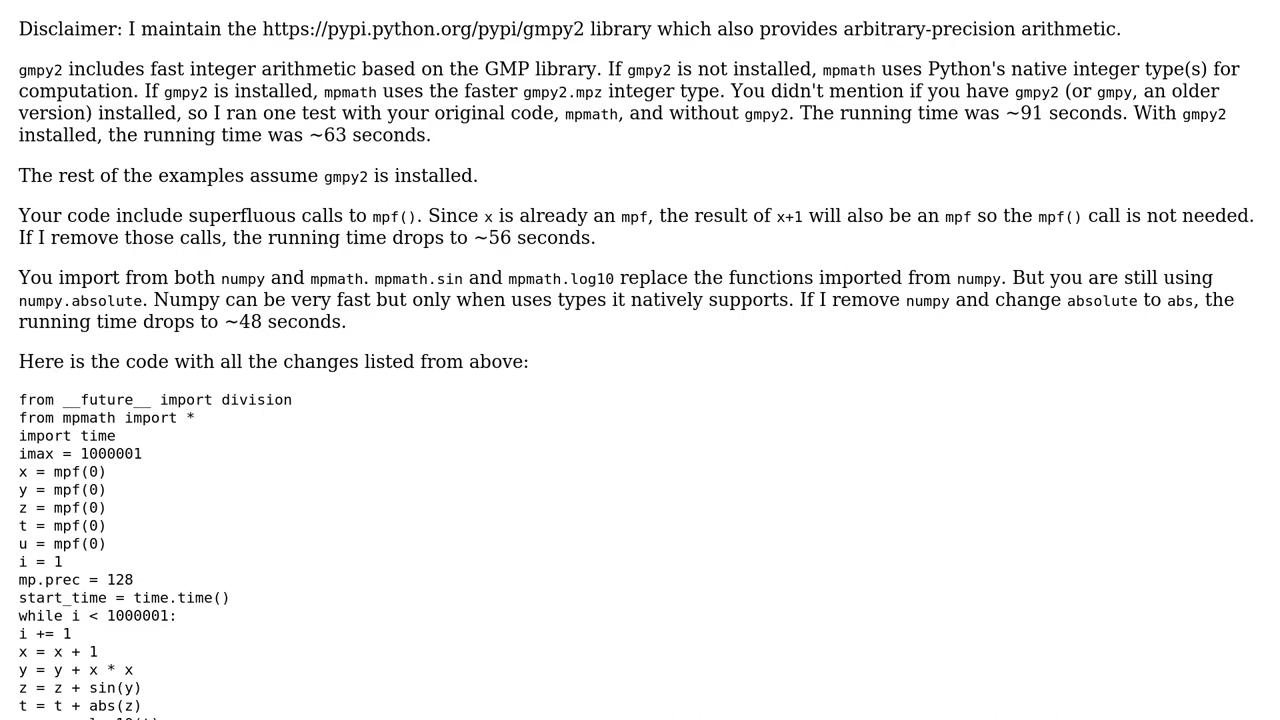 Disclaimer: I maintain the https://pypi.python.org/pypi/gmpy2 library which also provides arbitrary-precision arithmetic.
gmpy2 includes fast integer arithmetic based on the GMP library. If gmpy2 is not installed, mpmath uses Python's native integer type(s) for
computation. If gmpy2 is installed, mpmath uses the faster gmpy2.mpz integer type. You didn't mention if you have gmpy2 (or gmpy, an older
version) installed, so I ran one test with your original code, mpmath, and without gmpy2. The running time was ~91 seconds. With gmpy2
installed, the running time was ~63 seconds.
The rest of the examples assume gmpy2 is installed.
Your code include superfluous calls to mpf(). Since x is already an mpf, the result of x+1 will also be an mpf so the mpf() call is not needed.
If I remove those calls, the running time drops to ~56 seconds.
You import from both numpy and mpmath. mpmath.sin and mpmath.log10 replace the functions imported from numpy. But you are still using
numpy.absolute. Numpy can be very fast but only when uses types it natively supports. If I remove numpy and change absolute to abs, the
running time drops to ~48 seconds.
Here is the code with all the changes listed from above:
from __future__ import division
from mpmath import *
import time
imax = 1000001
x = mpf(0)
y = mpf(0)
z = mpf(0)
t = mpf(0)
u = mpf(0)
i = 1
mp.prec = 128
start_time = time.time()
while i < 1000001:
i += 1
x = x + 1
y = y + x * x
z = z + sin(y)
t = t + abs(z)